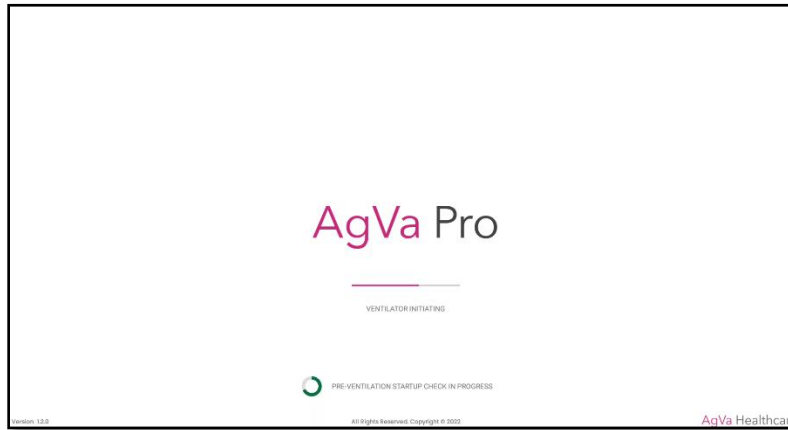 AgVa Pro
VENTILATOR INITIATING
PRE-VENTILATION STARTUP CHECK IN PROGRESS
Version 1.2.0
All Rights Reserved. Copyright © 2022
AgVa Healthcar